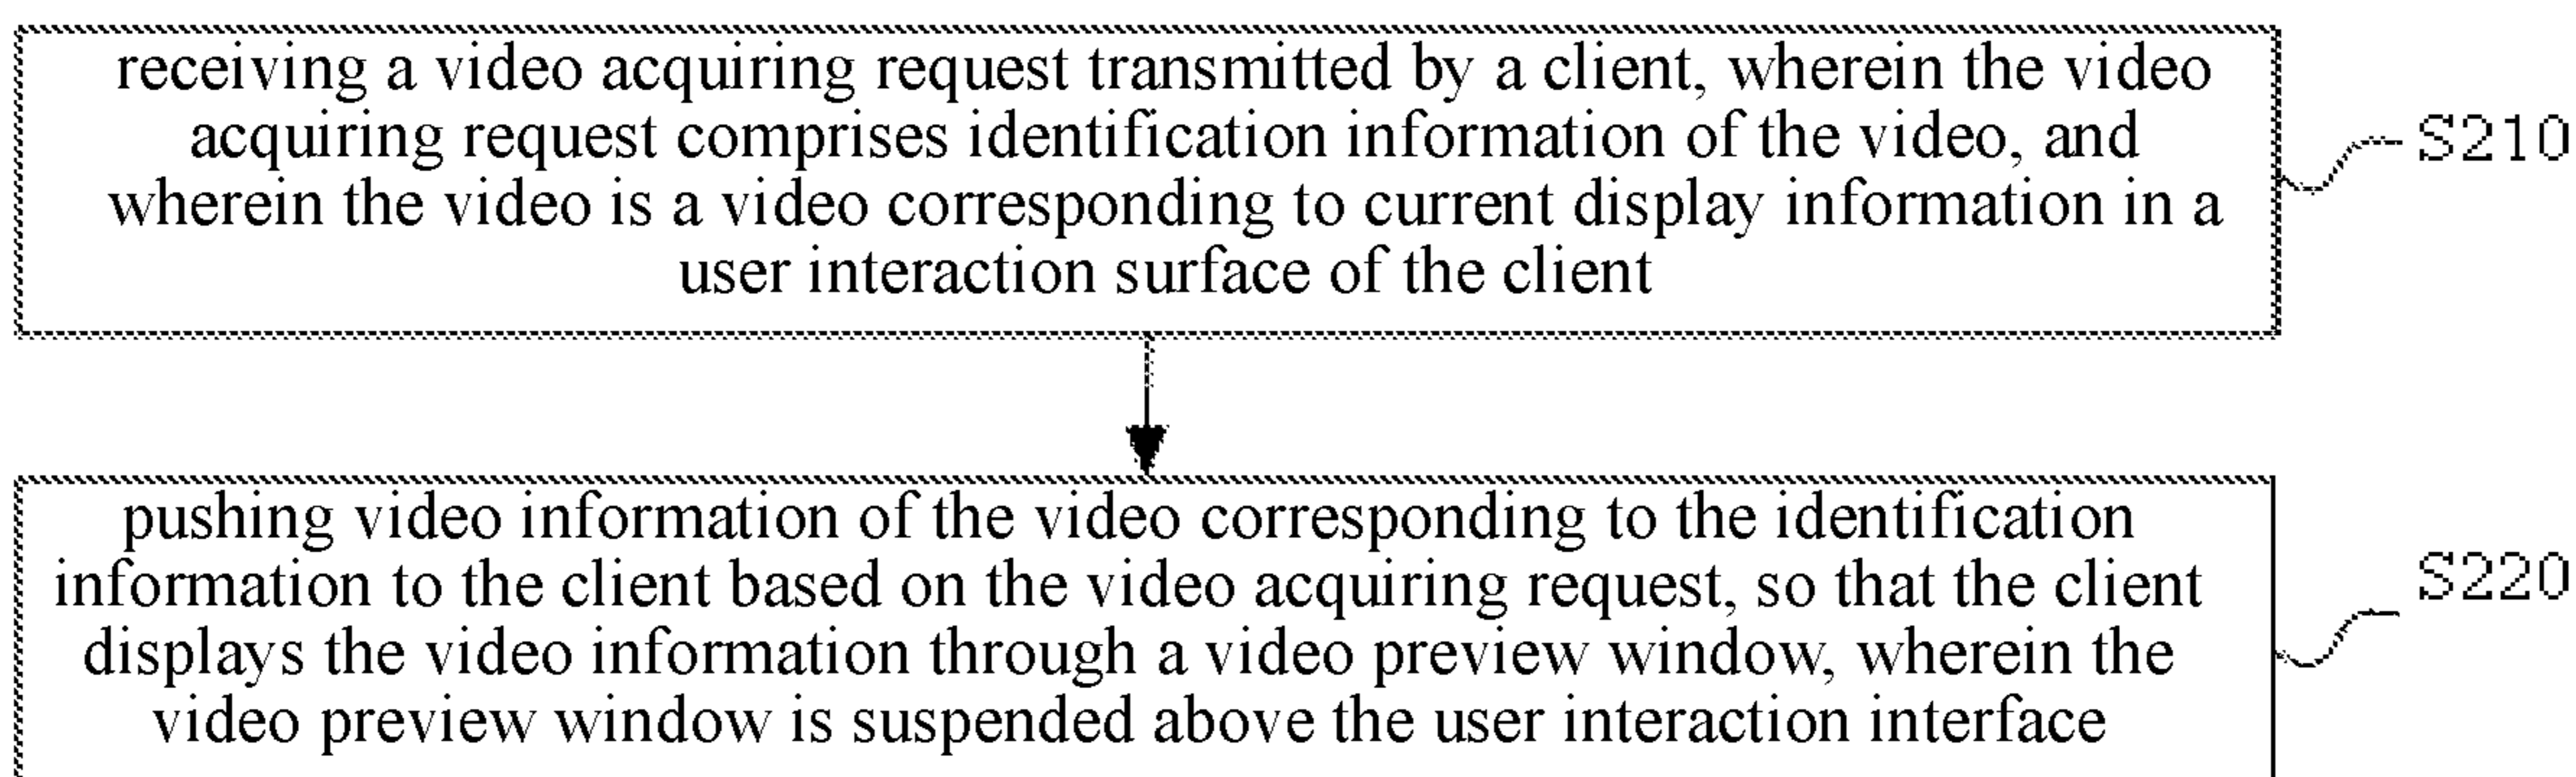 receiving a video acquiring request transmitted by a client, wherein the video
acquiring request comprises identification information of the video, and
wherein the video is a video corresponding to current display information in a
user interaction surface of the client
S210
pushing video information of the video corresponding to the identification
information to the client based on the video acquiring request, so that the client
displays the video information through a video preview window, wherein the
video preview window is suspended above the user interaction interface
S220